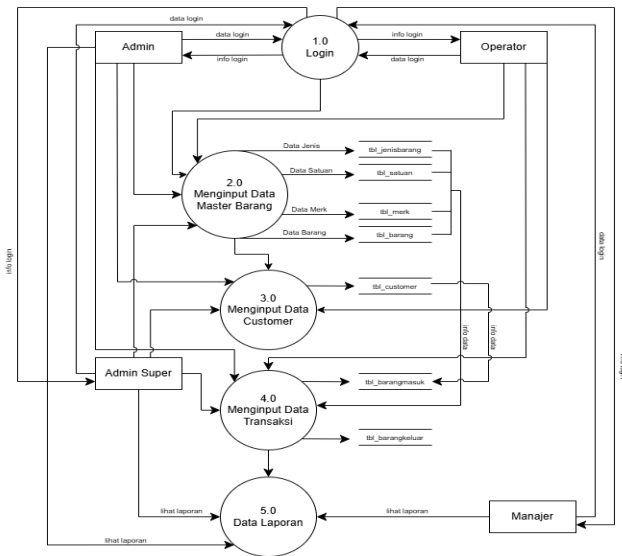 data login
Admin
data login
info login
1.0
Login
info login
data login
Operator
2.0
Menginput Data
Master Barang
Data Jenis
tbl_jenisbarang
Data Satuan
tbl_satuan
Data Merk
tbl_merk
Data Barang
tbl_barang
info login
data login
3.0
Menginput Data
Customer
tbl_customer
info data
info data
Admin Super
4.0
Menginput Data
Transaksi
tbl_barangmasuk
tbl_barangkeluar
5.0
Data Laporan
lihat laporan
lihat laporan
lihat laporan
Manajer